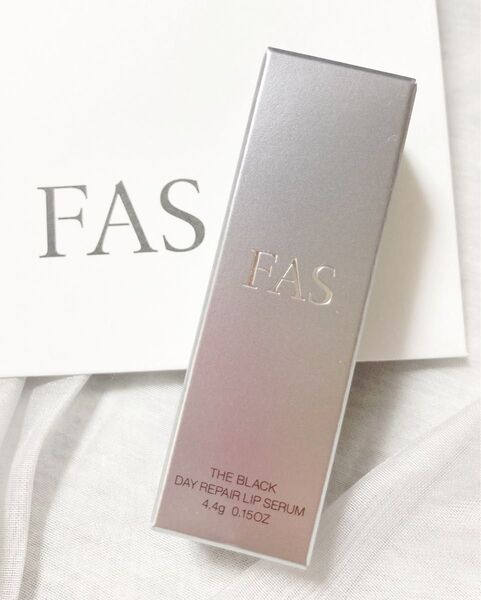 FAS
FAS
THE BLACK
DAY REPAIR LIP SERUM
4.4g 0.15OZ